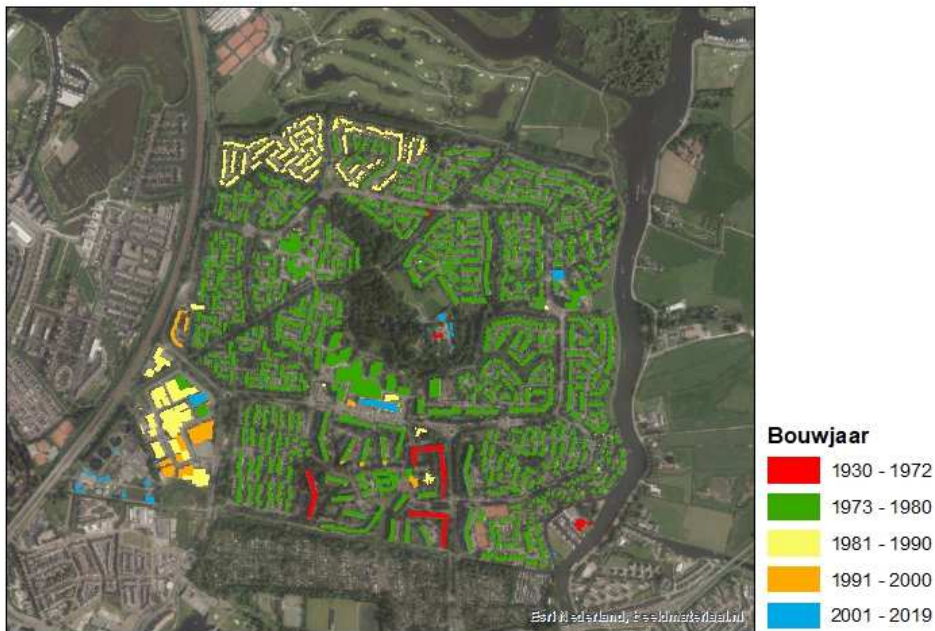 Bouwjaar
1930 - 1972
1973 - 1980
1981 - 1990
1991 - 2000
2001 - 2019
Esri Nederland, beeldmateriaal.nl